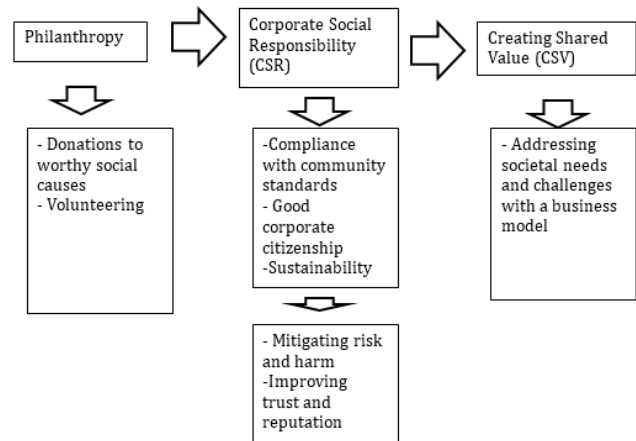 Philanthropy
Corporate Social
Responsibility
(CSR)
Creating Shared
Value (CSV)
- Donations to
worthy social
causes
- Volunteering
-Compliance
with community
standards
- Good
corporate
citizenship
-Sustainability
- Addressing
societal needs
and challenges
with a business
model
- Mitigating risk
and harm
-Improving
trust and
reputation